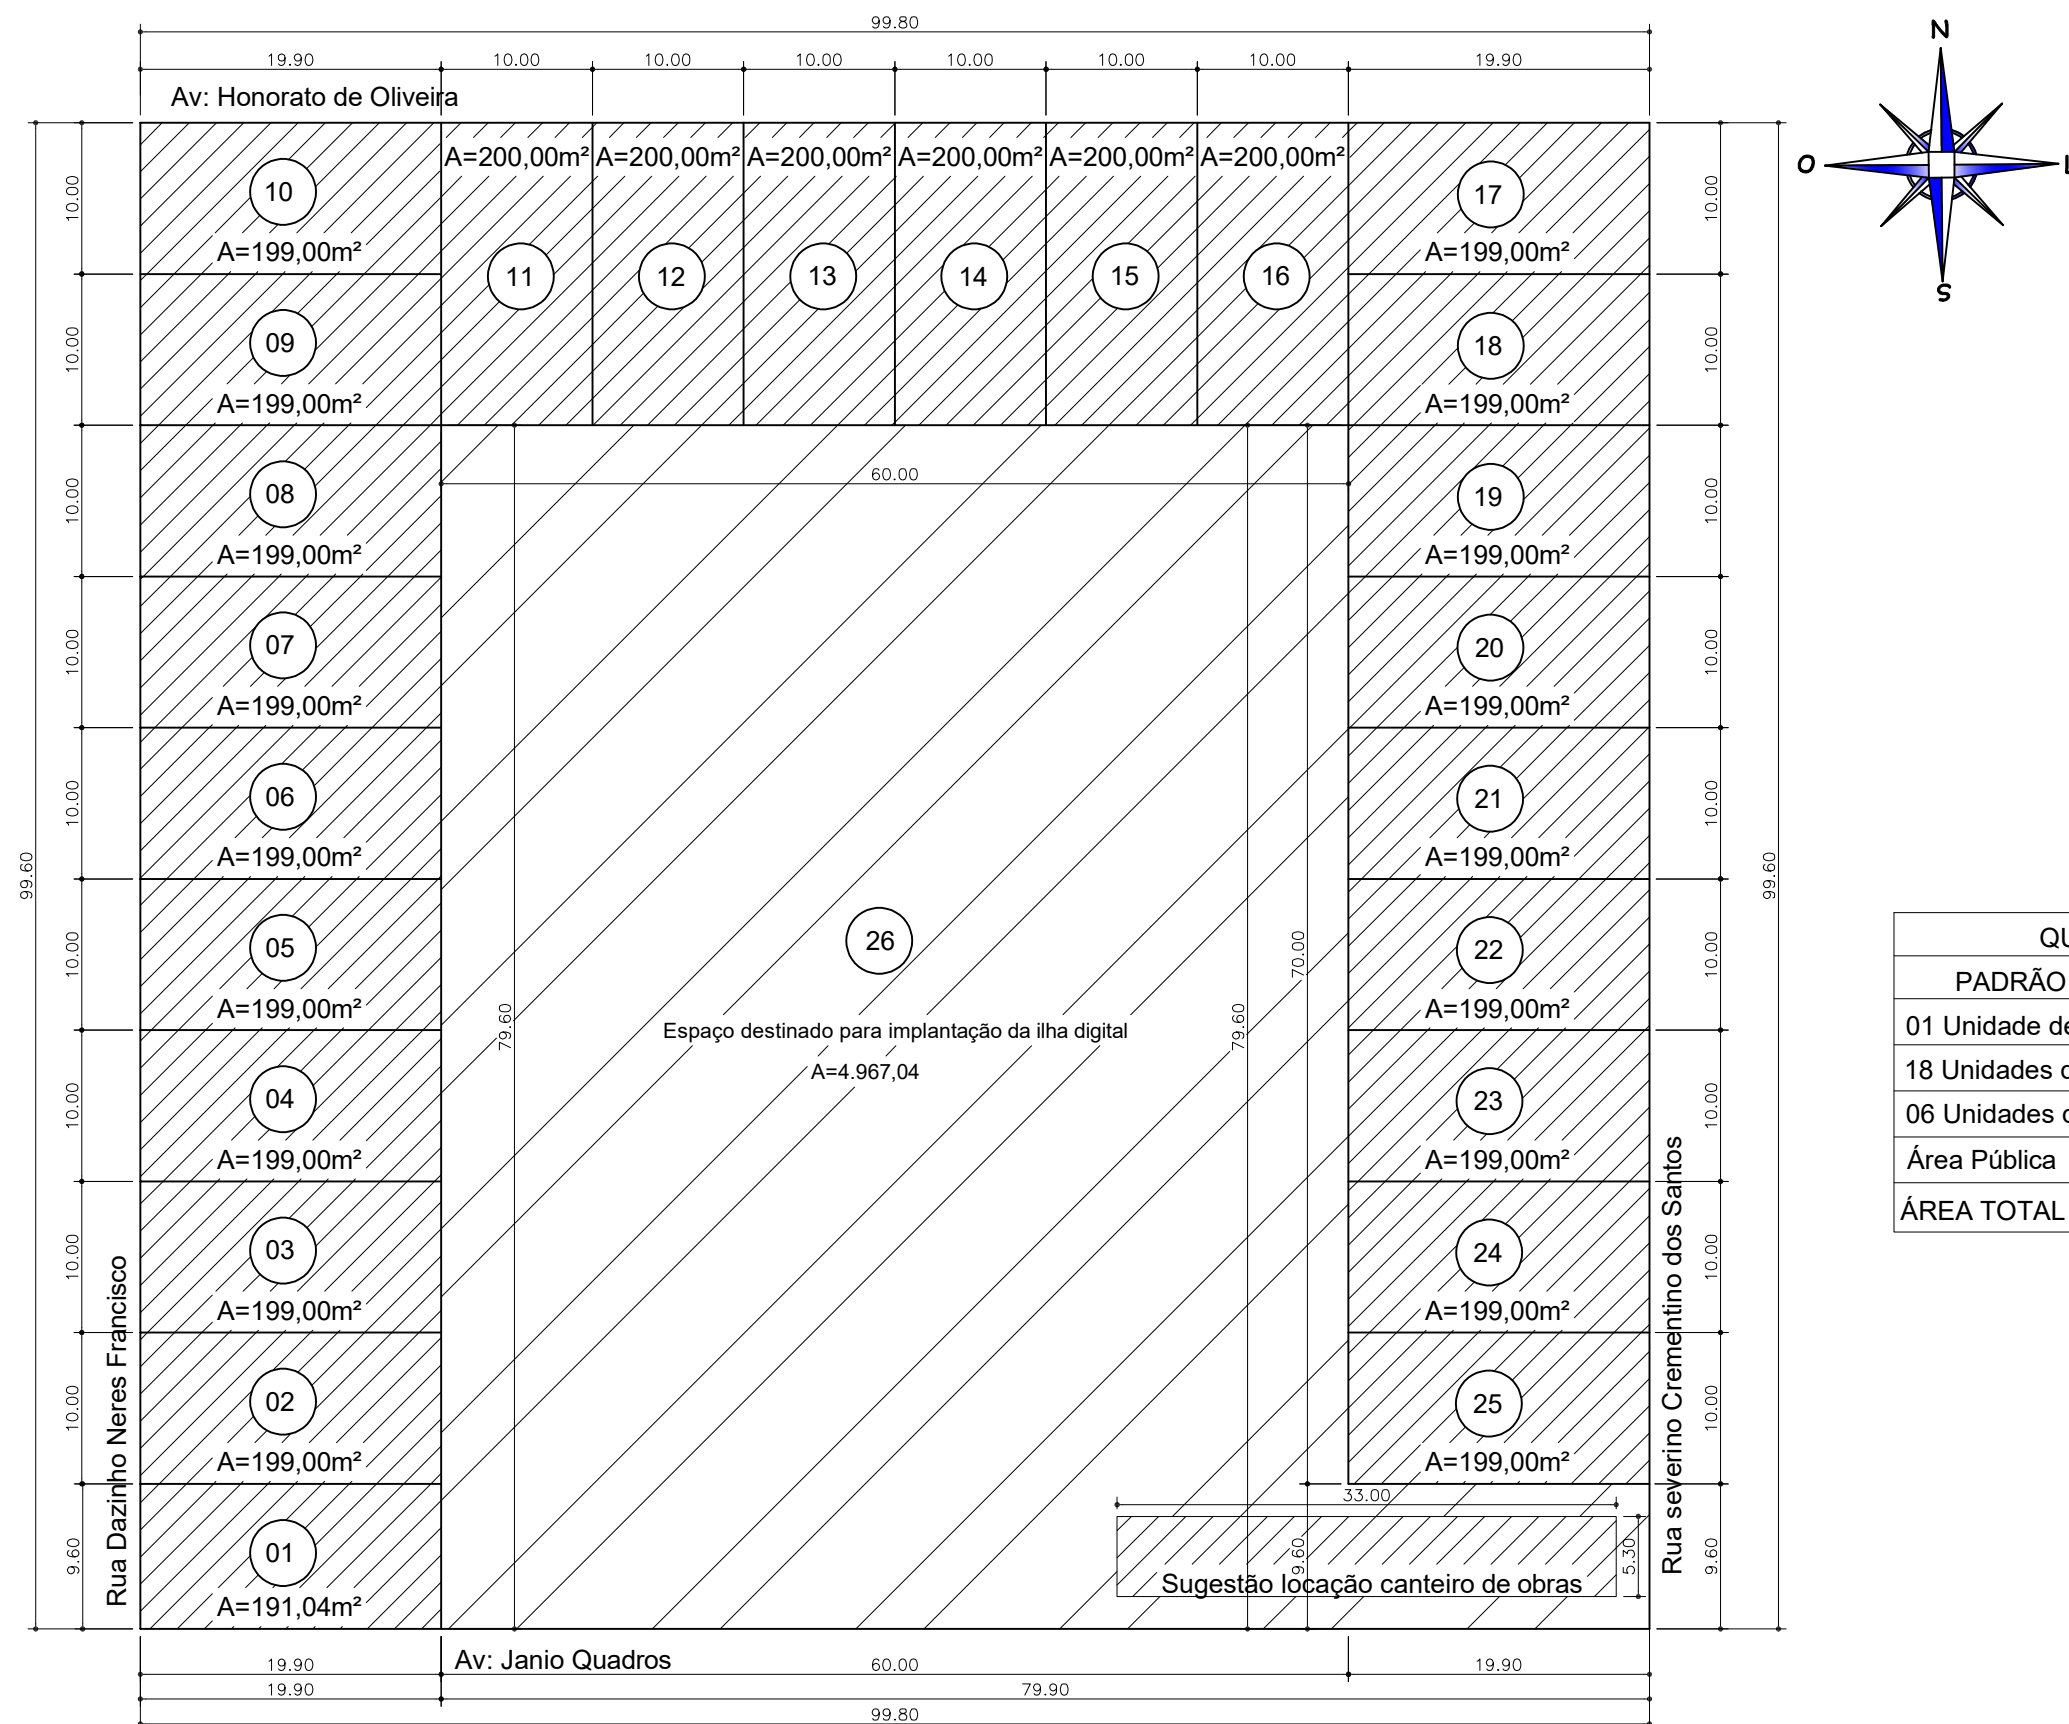 99.80
19.90 10.00 10.00 10.00 10.00 10.00 10.00 19.90
Av: Honorato de Oliveira
N
O
S
10
A=199,00m²
09
A=199,00m²
08
A=199,00m²
07
A=199,00m²
06
A=199,00m²
05
A=199,00m²
04
A=199,00m²
03
A=199,00m²
02
A=199,00m²
01
A=191,04m²
10.00
10.00
10.00
10.00
10.00
10.00
10.00
10.00
10.00
9.60
99.60
Rua Dazinho Neres Francisco
A=200,00m² A=200,00m² A=200,00m² A=200,00m² A=200,00m² A=200,00m²
11 12 13 14 15 16
60.00
26
Espaço destinado para implantação da ilha digital
A=4.967,04
79.60
79.60
70.00
9.60
17
A=199,00m²
18
A=199,00m²
19
A=199,00m²
20
A=199,00m²
21
A=199,00m²
22
A=199,00m²
23
A=199,00m²
24
A=199,00m²
25
A=199,00m²
33.00
5.30
Sugestão locação canteiro de obras
10.00
10.00
10.00
10.00
10.00
10.00
10.00
10.00
10.00
9.60
99.60
Rua severino Crementino dos Santos
Av: Janio Quadros
19.90 60.00 19.90
19.90 79.90
99.80
QU
PADRÃO
01 Unidade de
18 Unidades
06 Unidades
Área Pública
ÁREA TOTAL